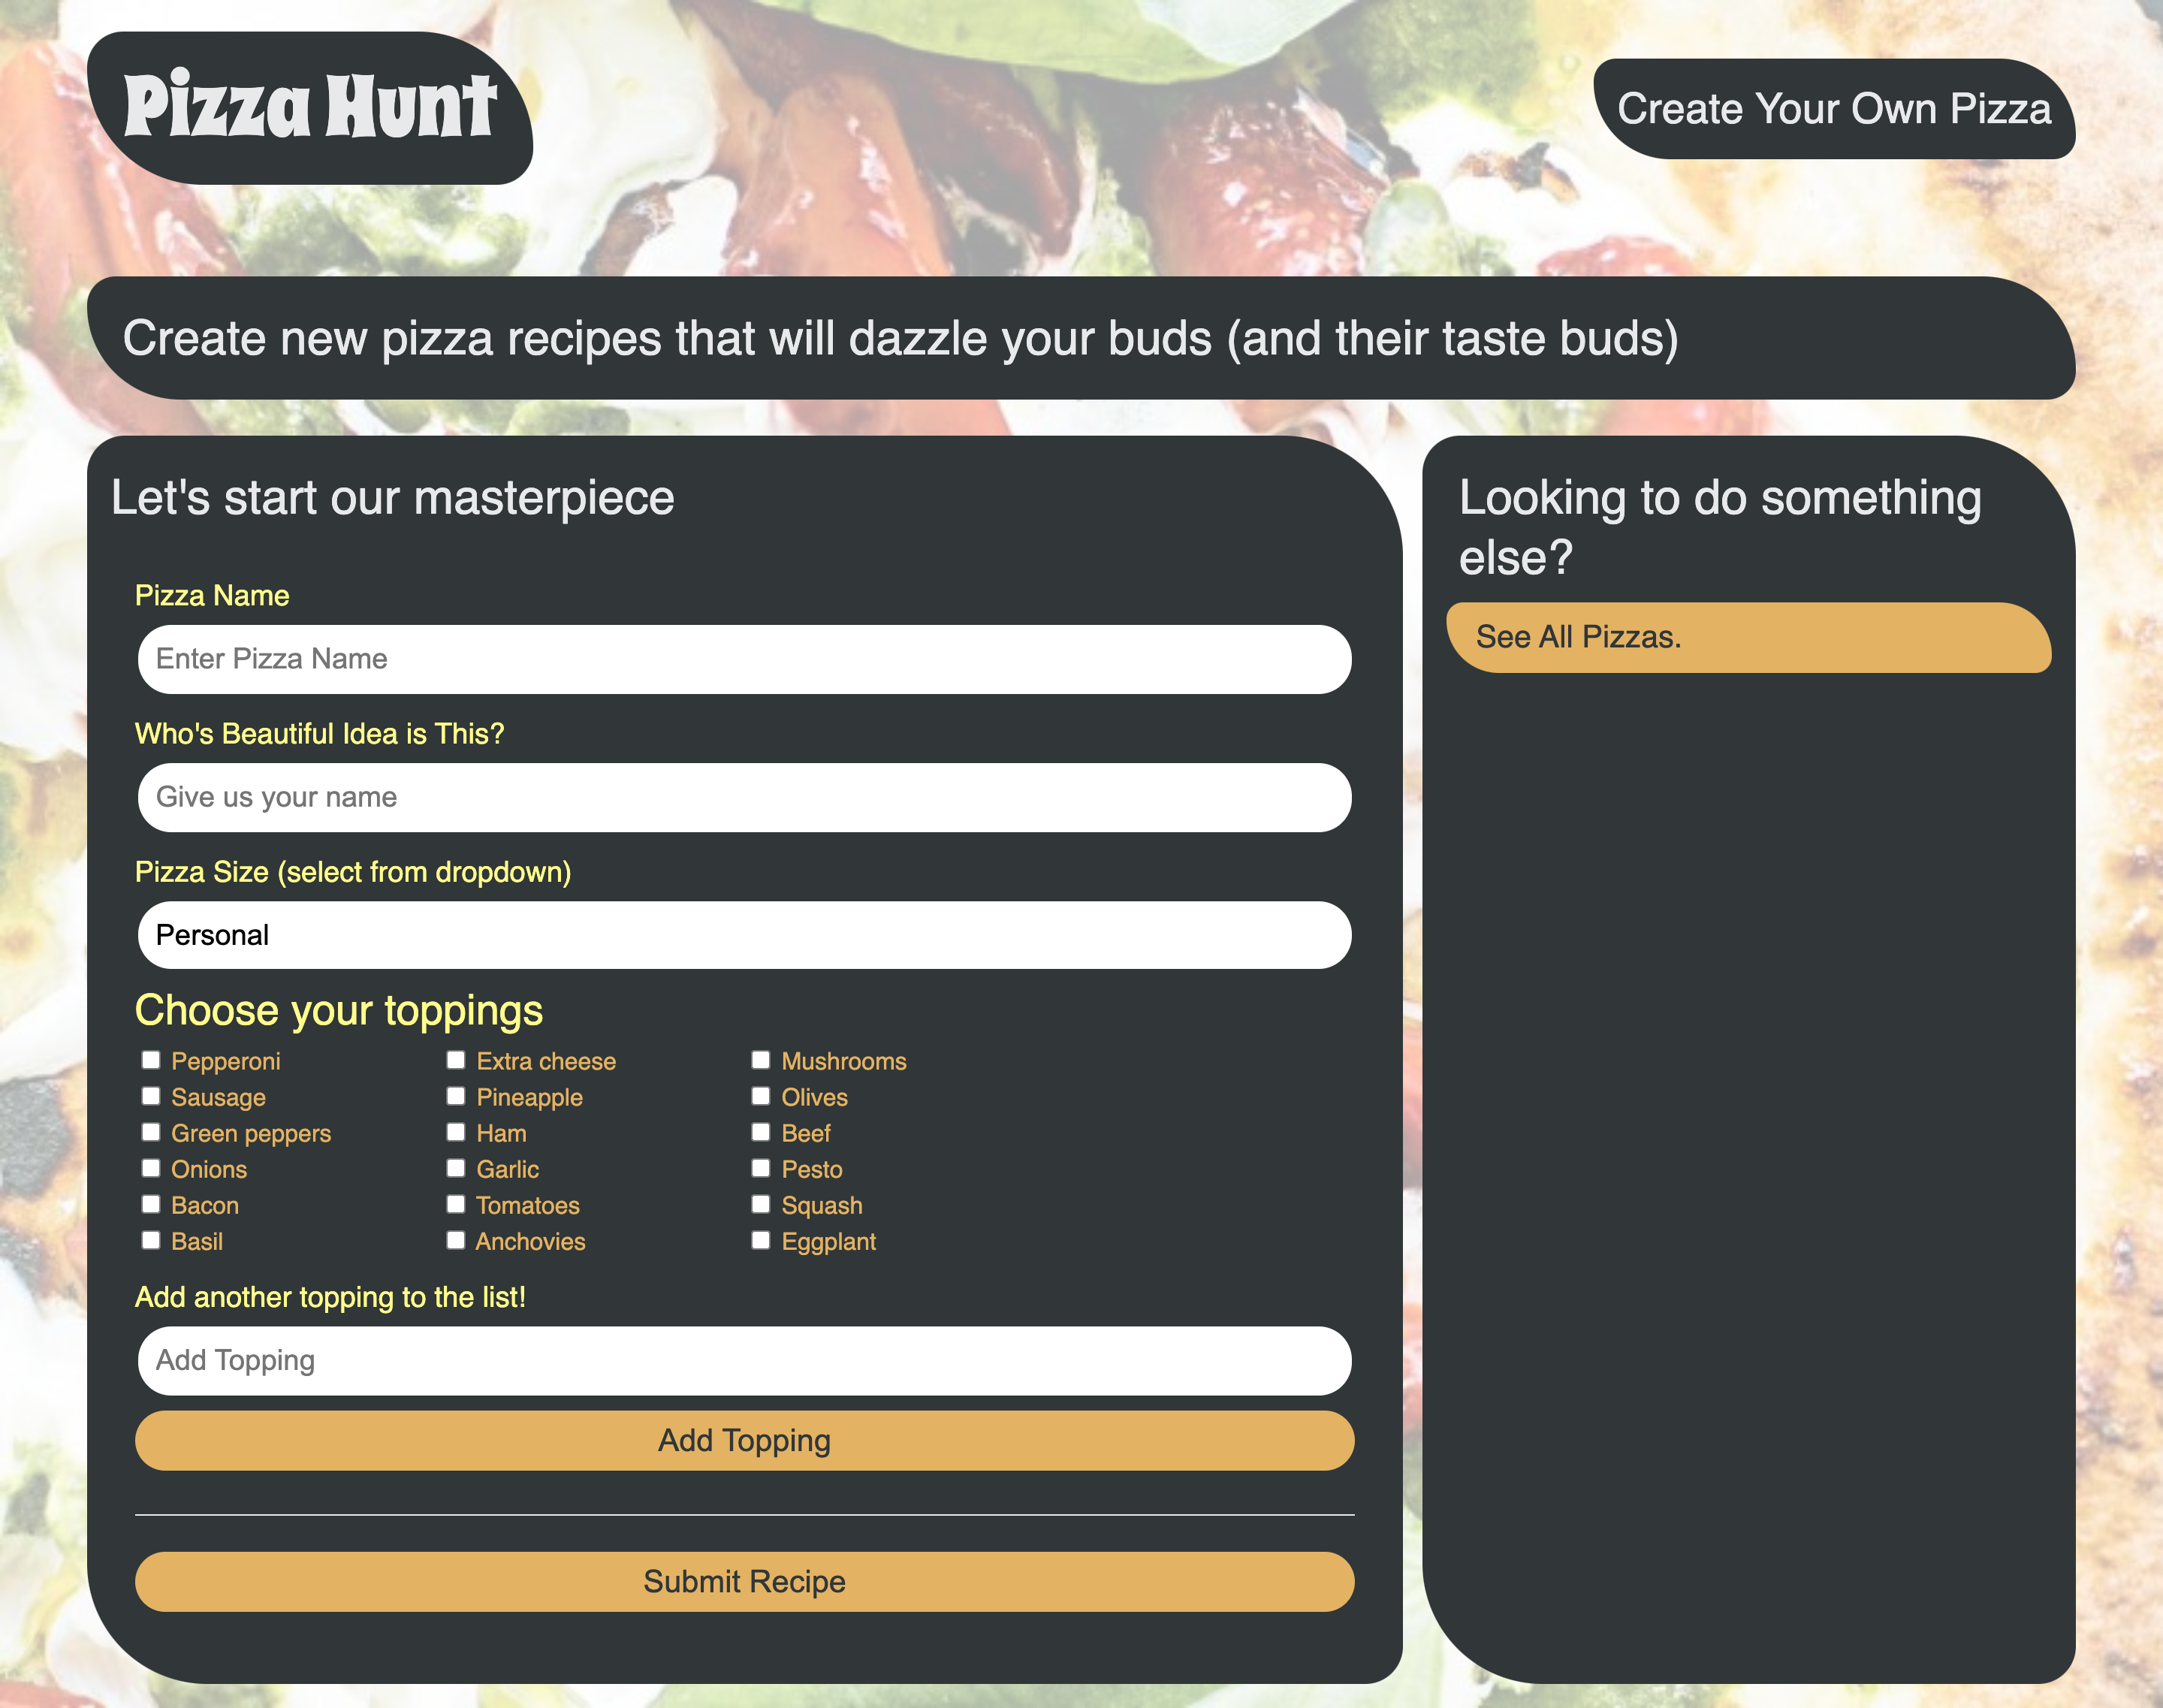 Pizza Hunt
Create Your Own Pizza
Create new pizza recipes that will dazzle your buds (and their taste buds)
Let's start our masterpiece
Pizza Name
Enter Pizza Name
Who's Beautiful Idea is This?
Give us your name
Pizza Size (select from dropdown)
Personal
Choose your toppings
Pepperoni Extra cheese Mushrooms
Sausage Pineapple Olives
Green peppers Ham Beef
Onions Garlic Pesto
Bacon Tomatoes Squash
Basil Anchovies Eggplant
Add another topping to the list!
Add Topping
Add Topping
Submit Recipe
Looking to do something
else?
See All Pizzas.